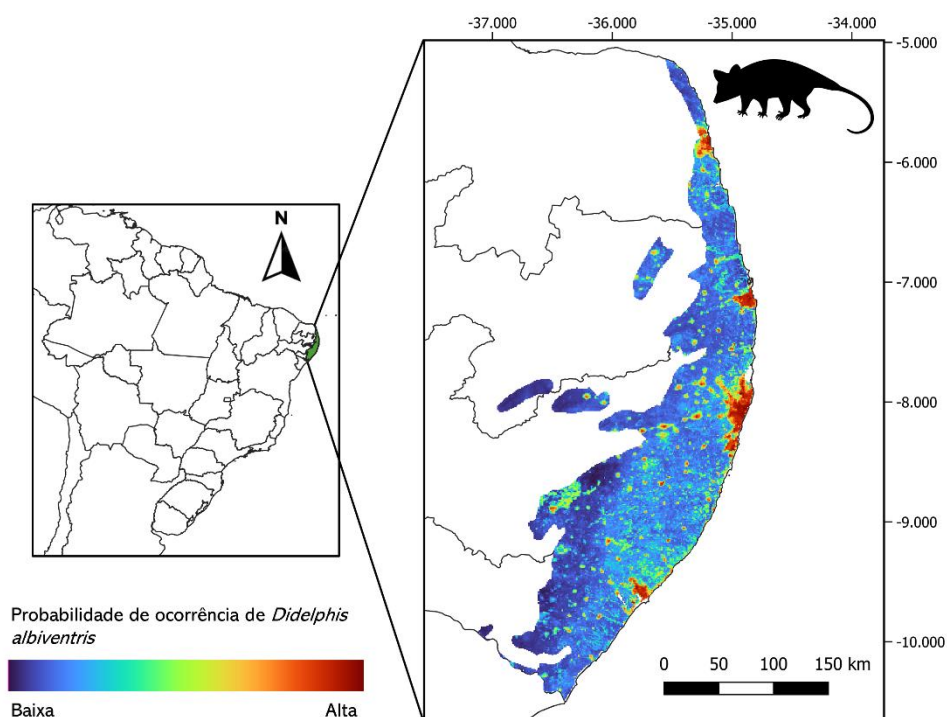 -37.000 -36.000 -35.000 -34.000
-5.000
-6.000
-7.000
-8.000
-9.000
-10.000
N
Probabilidade de ocorrência de Didelphis
albiventris
Baixa Alta
0 50 100 150 km